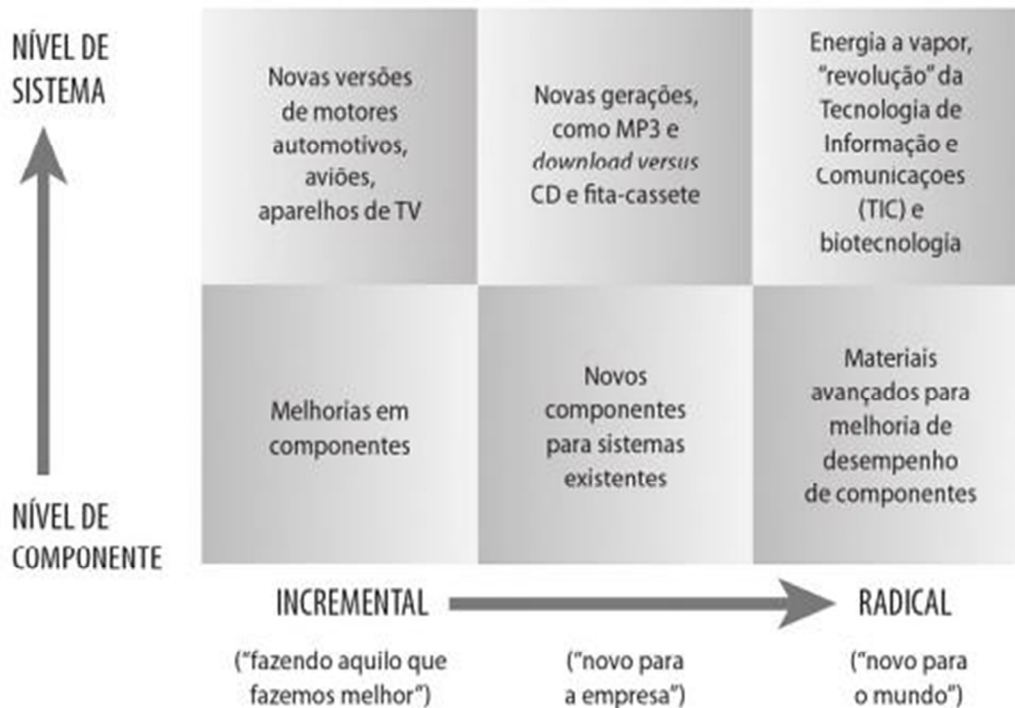 NÍVEL DE
SISTEMA
Novas versões
de motores
automotivos,
aviões,
aparelhos de TV
Novas gerações,
como MP3 e
download versus
CD e fita-cassete
Energia a vapor,
"revolução" da
Tecnologia de
Informação e
Comunicaçoes
(TIC) e
biotecnologia
Melhorias em
componentes
Novos
componentes
para sistemas
existentes
Materiais
avançados para
melhoria de
desempenho
de componentes
NÍVEL DE
COMPONENTE
INCREMENTAL
RADICAL
("fazendo aquilo que
fazemos melhor")
("novo para
a empresa")
("novo para
o mundo")